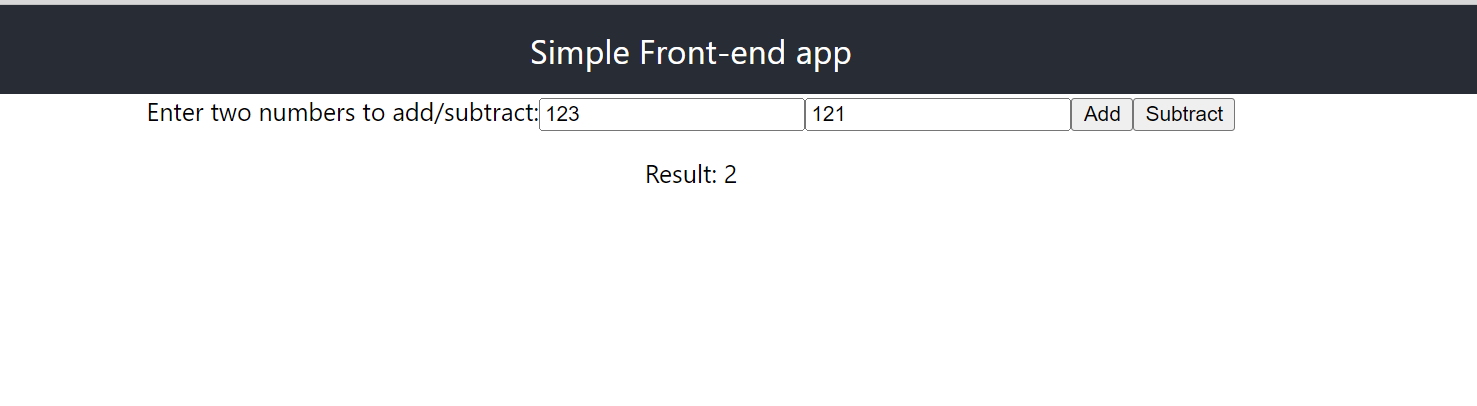 Simple Front-end app
Enter two numbers to add/subtract: 123 121 Add Subtract
Result: 2